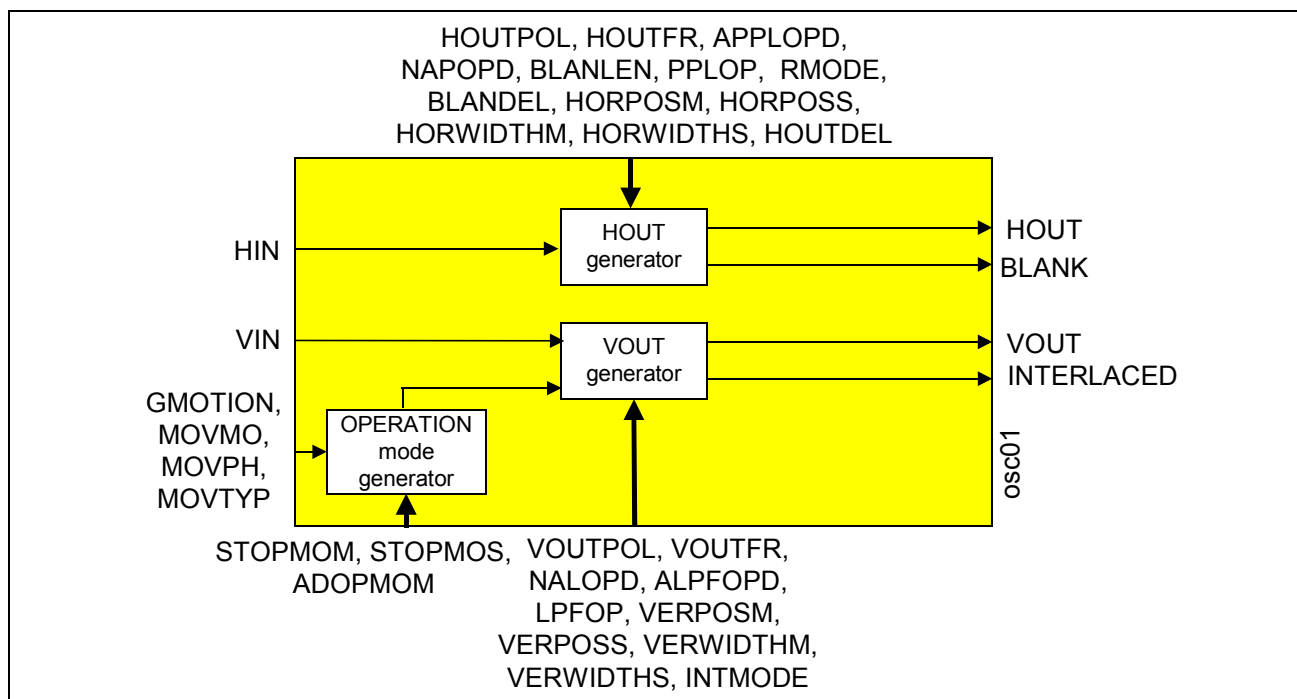 HOUTPOL, HOUTFR, APPLOPD,
NAPOPD, BLANLEN, PPLOP, RMODE,
BLANDEL, HORPOSM, HORPOSS,
HORWIDTHM, HORWIDTHS, HOUTDEL
HIN
HOUT
generator
HOUT
BLANK
VIN
VOUT
generator
VOUT
INTERLACED
GMOTION,
MOVMO,
MOVPH,
MOVTYP
OPERATION
mode
generator
osc01
STOPMOM, STOPMOS,
ADOPMOM
VOUTPOL, VOUTFR,
NALOPD, ALPFOPD,
LPFOP, VERPOSM,
VERPOSS, VERWIDTHM,
VERWIDTHS, INTMODE